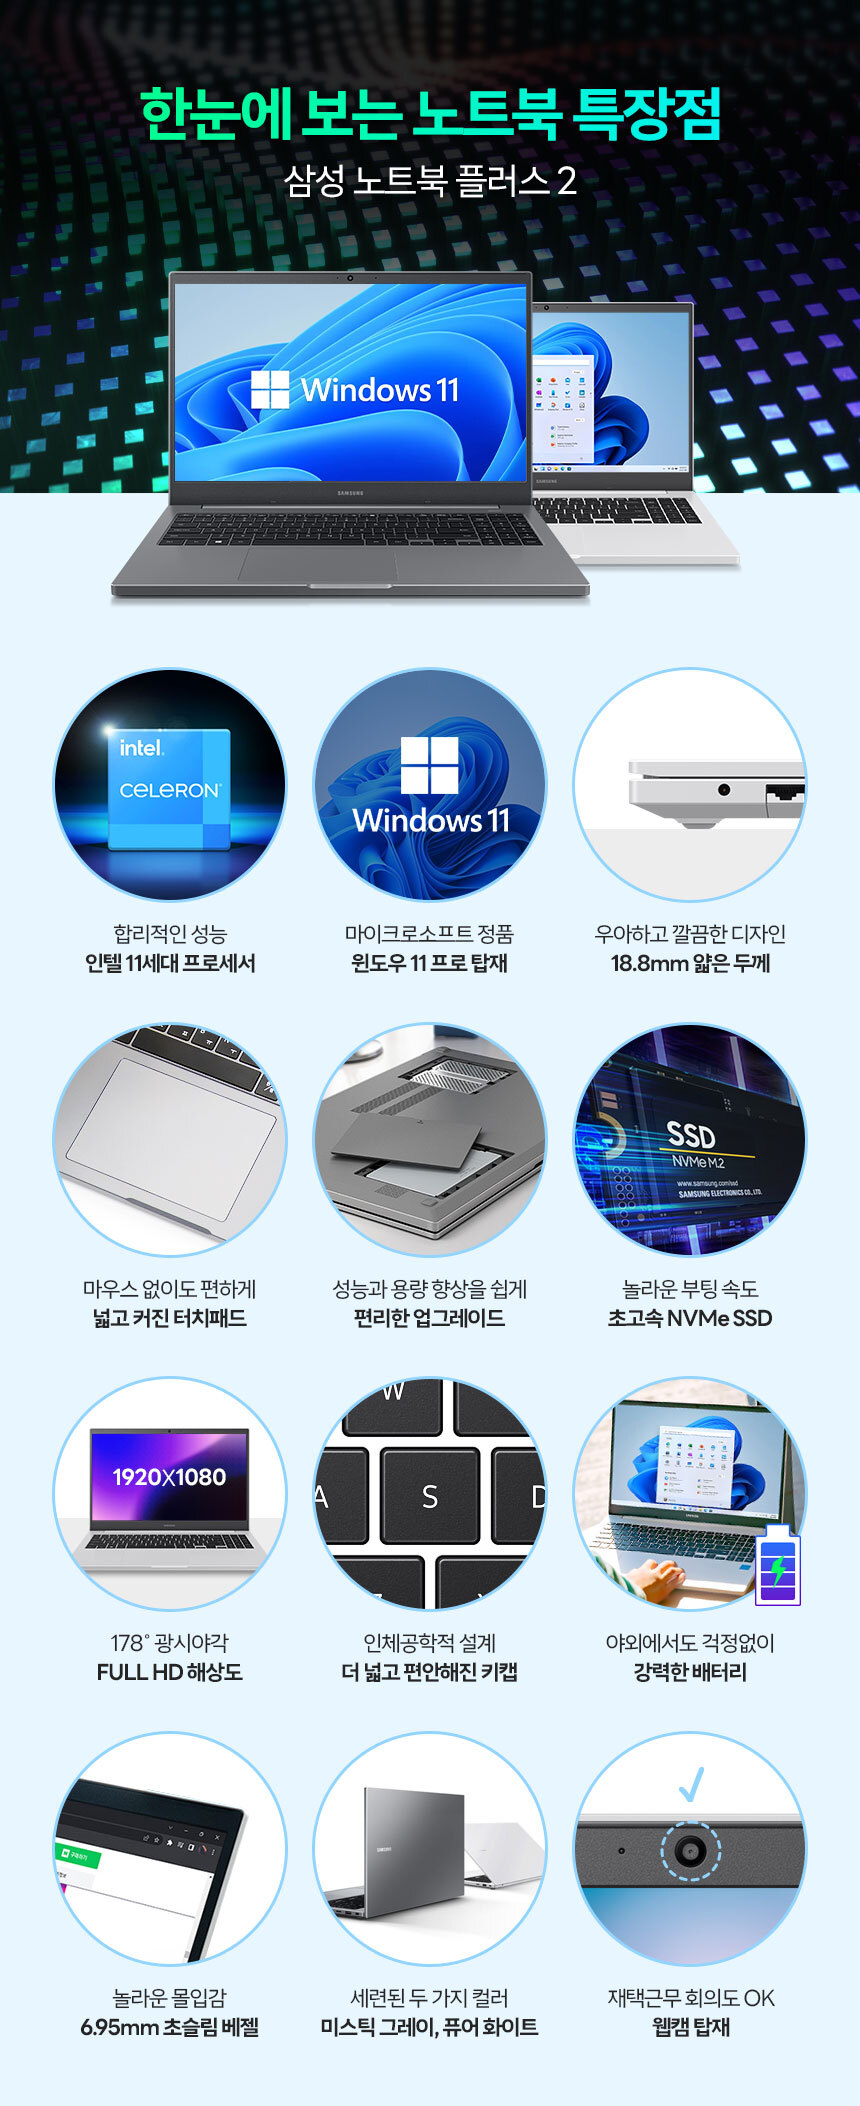 한눈에 보는 노트북 특장점
삼성 노트북 플러스 2
Windows 11
SAMSUNG
SAMSUNG
intel.
CELERON
Windows 11
합리적인 성능
인텔 11세대 프로세서
마이크로소프트 정품
윈도우 11 프로 탑재
우아하고 깔끔한 디자인
18.8mm 얇은 두께
SSD
NVMe M.2
www.samsung.com/ssd
SAMSUNG ELECTRONICS CO., LTD.
마우스 없이도 편하게
넓고 커진 터치패드
성능과 용량 향상을 쉽게
편리한 업그레이드
놀라운 부팅 속도
초고속 NVMe SSD
1920X1080
W
A
S
D
178° 광시야각
FULL HD 해상도
인체공학적 설계
더 넓고 편안해진 키캡
야외에서도 걱정없이
강력한 배터리
구매하기
SAMSUNG
놀라운 몰입감
6.95mm 초슬림 베젤
세련된 두 가지 컬러
미스틱 그레이, 퓨어 화이트
재택근무 회의도 OK
웹캠 탑재